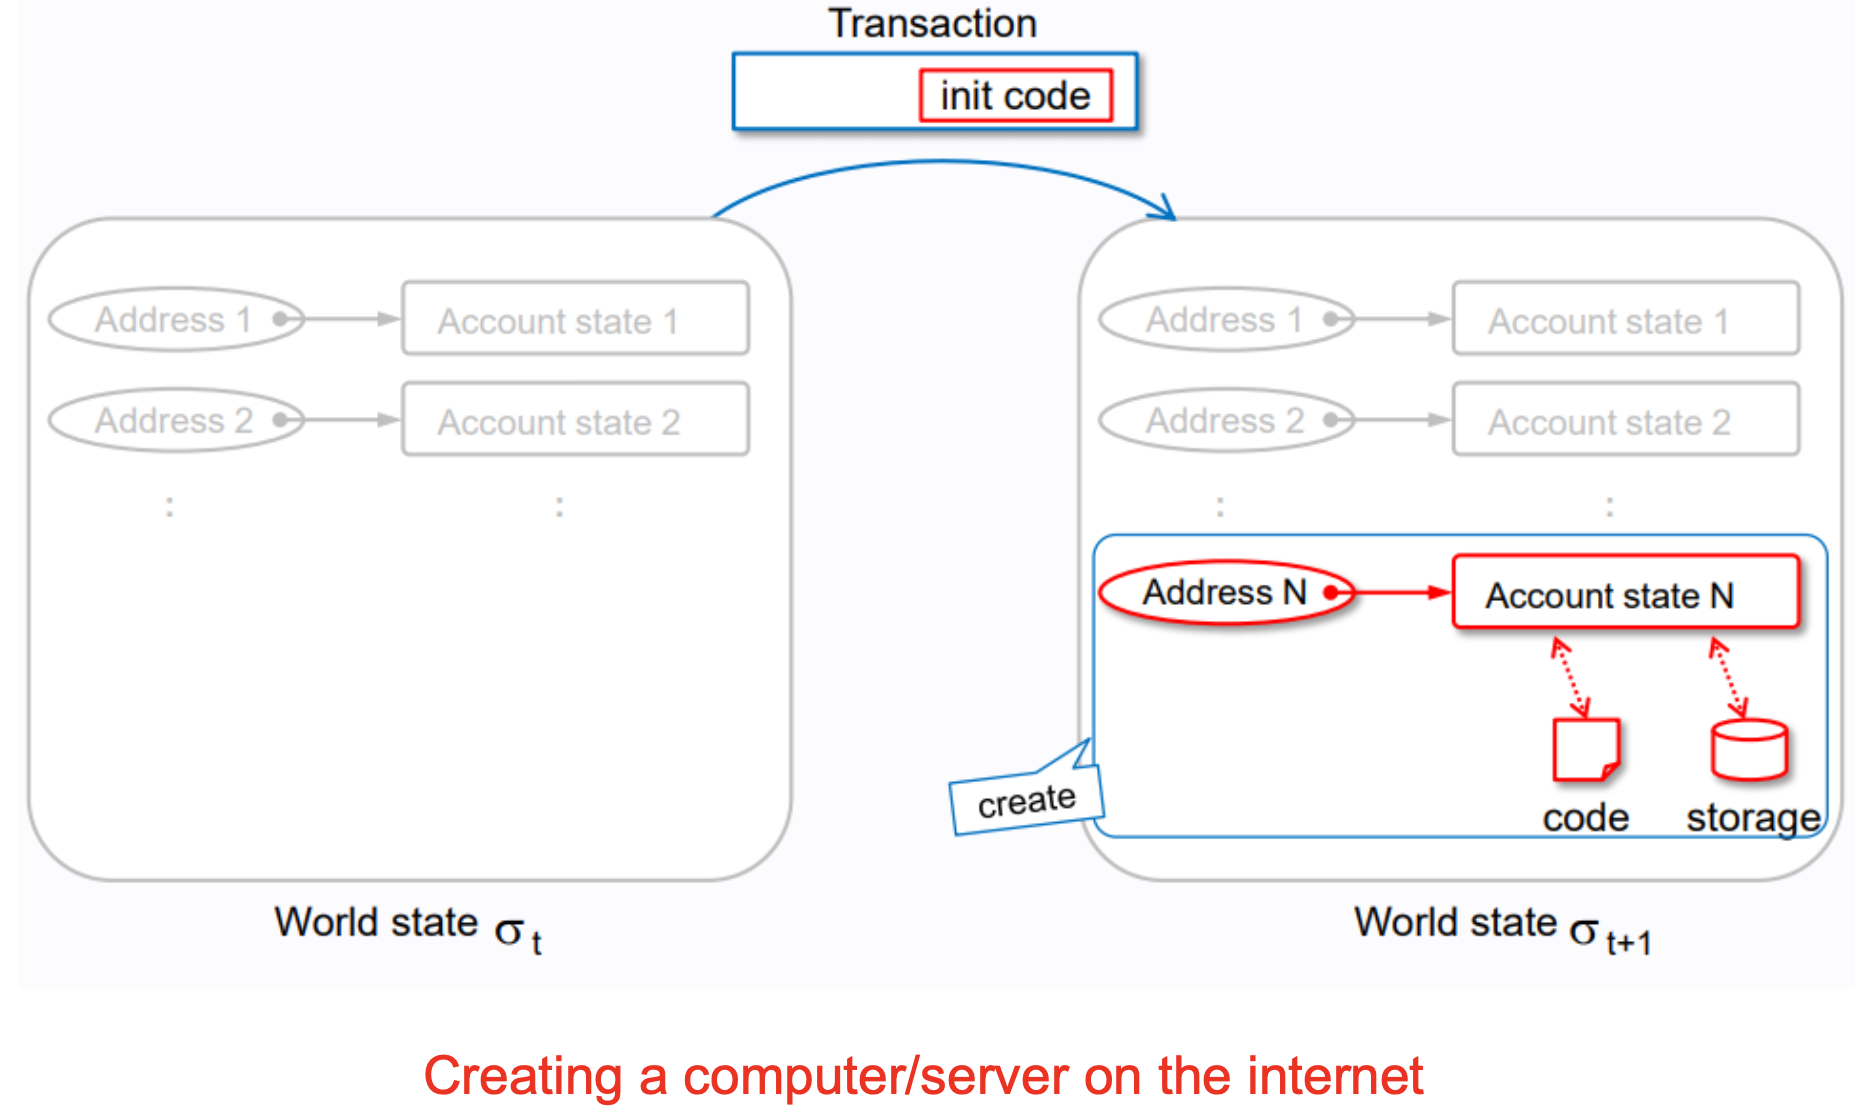 Transaction
init code
Address 1
Account state 1
Address 2
Account state 2
:
:
World state σ t
Address 1
Account state 1
Address 2
Account state 2
:
:
Address N
Account state N
create
code
storage
World state σ t+1
Creating a computer/server on the internet